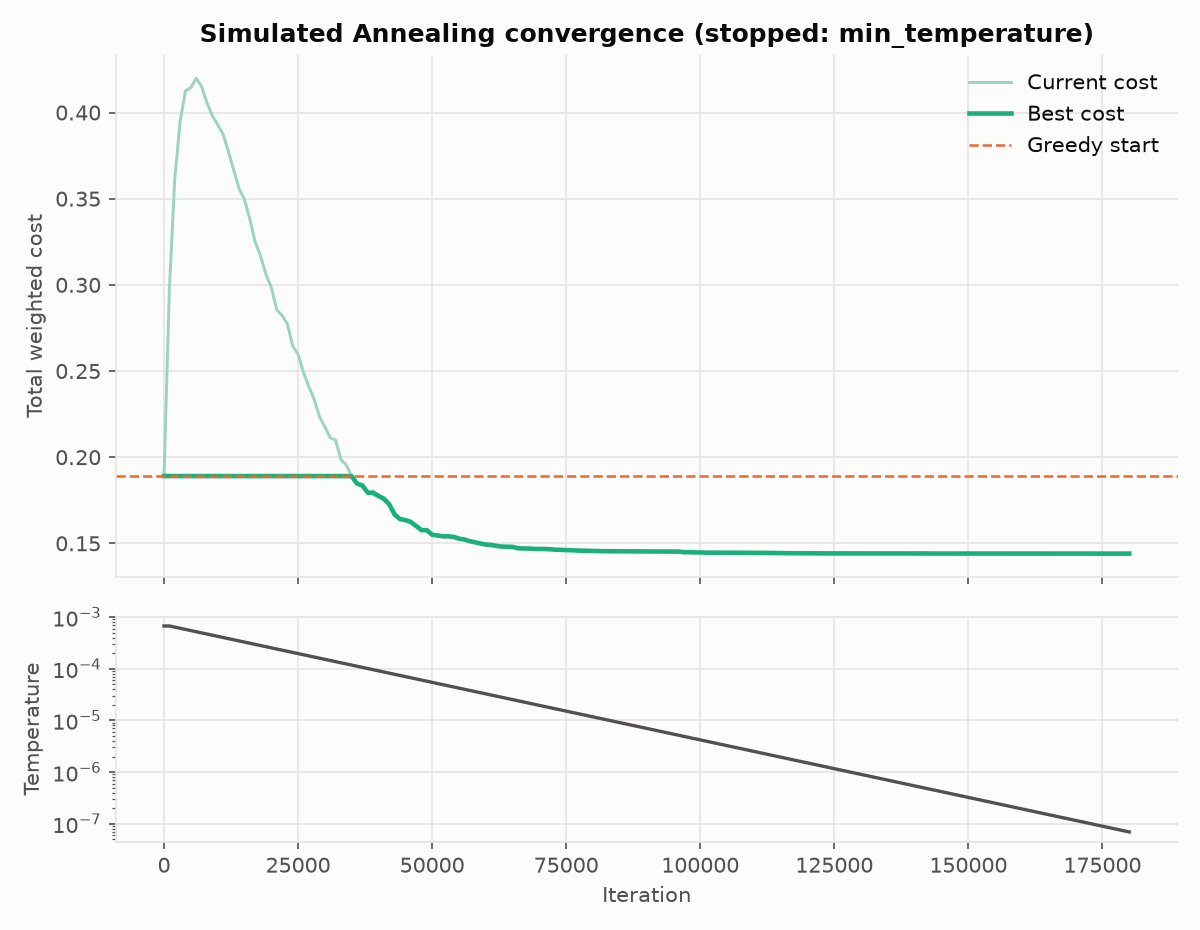 Simulated Annealing convergence (stopped: min_temperature)
Current cost
Best cost
Greedy start
Total weighted cost
0.40
0.35
0.30
0.25
0.20
0.15
Temperature
10⁻³
10⁻⁴
10⁻⁵
10⁻⁶
10⁻⁷
0 25000 50000 75000 100000 125000 150000 175000
Iteration